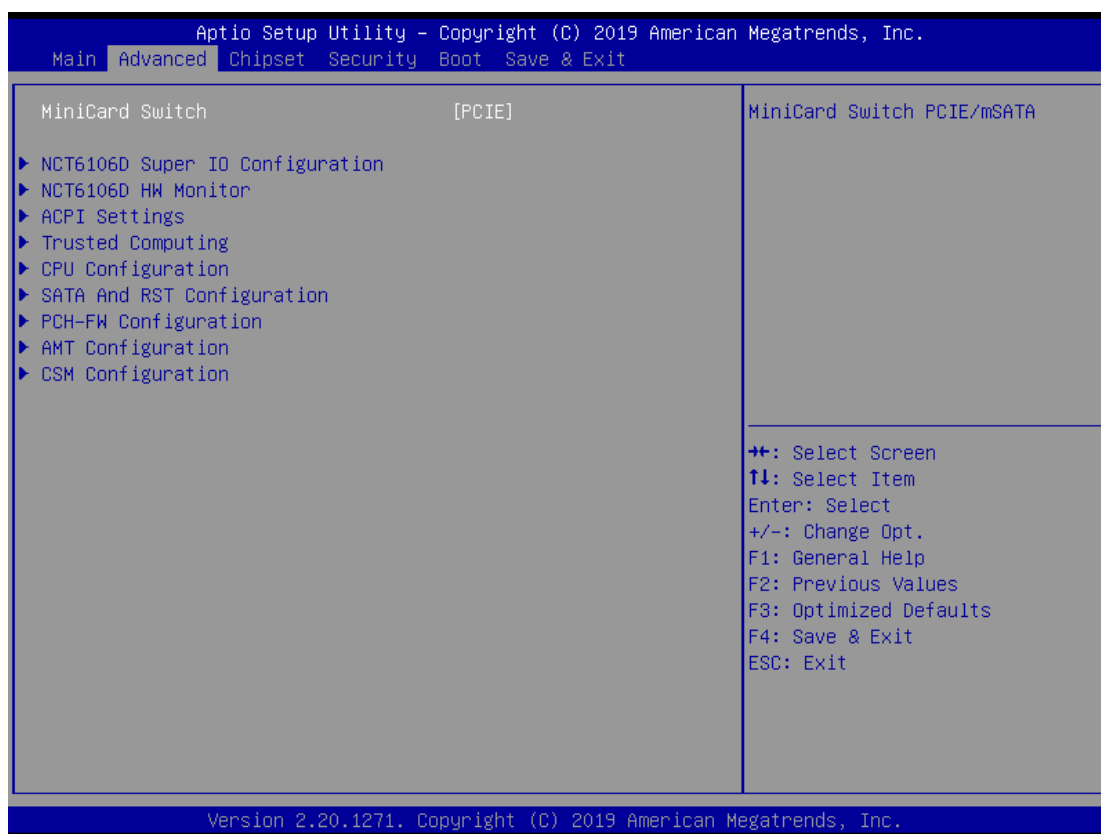 Aptio Setup Utility – Copyright (C) 2019 American Megatrends, Inc.
Main Advanced Chipset Security Boot Save & Exit
MiniCard Switch [PCIE]
▶ NCT6106D Super IO Configuration
▶ NCT6106D HW Monitor
▶ ACPI Settings
▶ Trusted Computing
▶ CPU Configuration
▶ SATA And RST Configuration
▶ PCH-FW Configuration
▶ AMT Configuration
▶ CSM Configuration
MiniCard Switch PCIE/mSATA
→←: Select Screen
↑↓: Select Item
Enter: Select
+/-: Change Opt.
F1: General Help
F2: Previous Values
F3: Optimized Defaults
F4: Save & Exit
ESC: Exit
Version 2.20.1271. Copyright (C) 2019 American Megatrends, Inc.